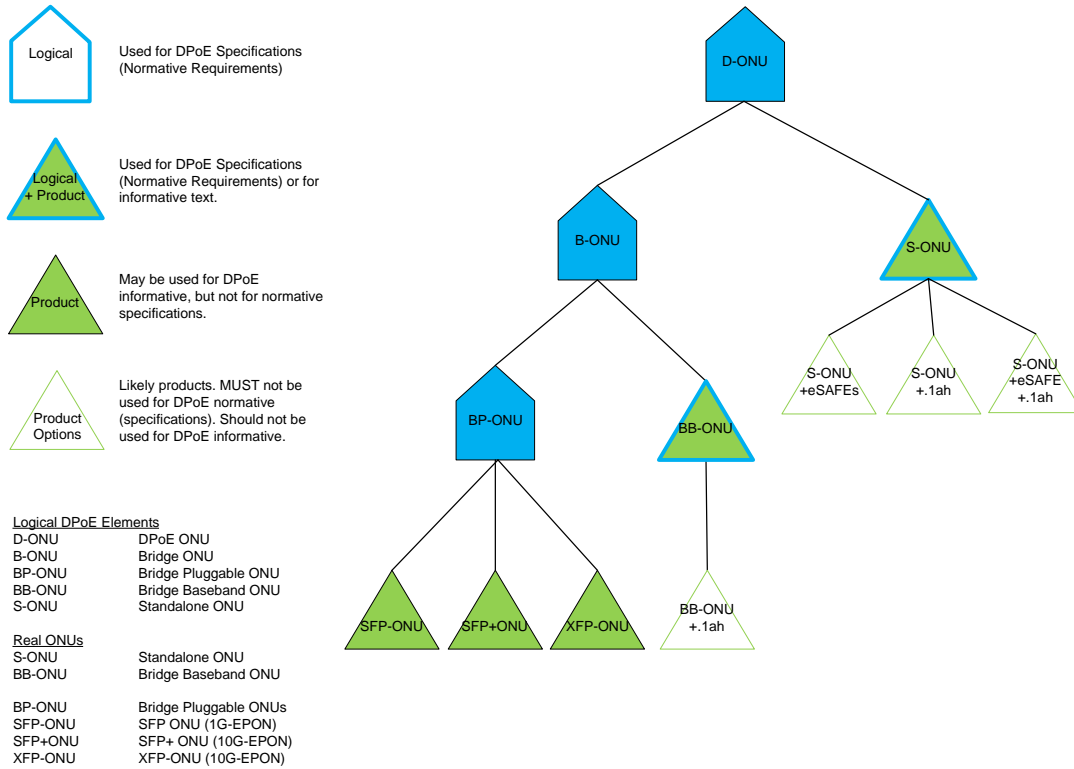 Logical
Used for DPoE Specifications
(Normative Requirements)
Logical
+ Product
Used for DPoE Specifications
(Normative Requirements) or for
informative text.
Product
May be used for DPoE
informative, but not for normative
specifications.
Product
Options
Likely products. MUST not be
used for DPoE normative
(specifications). Should not be
used for DPoE informative.
D-ONU
B-ONU
S-ONU
BP-ONU
BB-ONU
S-ONU
+eSAFEs
S-ONU
+.1ah
S-ONU
+eSAFE
+.1ah
SFP-ONU
SFP+ONU
XFP-ONU
BB-ONU
+.1ah
Logical DPoE Elements
D-ONU DPoE ONU
B-ONU Bridge ONU
BP-ONU Bridge Pluggable ONU
BB-ONU Bridge Baseband ONU
S-ONU Standalone ONU
Real ONUs
S-ONU Standalone ONU
BB-ONU Bridge Baseband ONU
BP-ONU Bridge Pluggable ONUs
SFP-ONU SFP ONU (1G-EPON)
SFP+ONU SFP+ ONU (10G-EPON)
XFP-ONU XFP-ONU (10G-EPON)